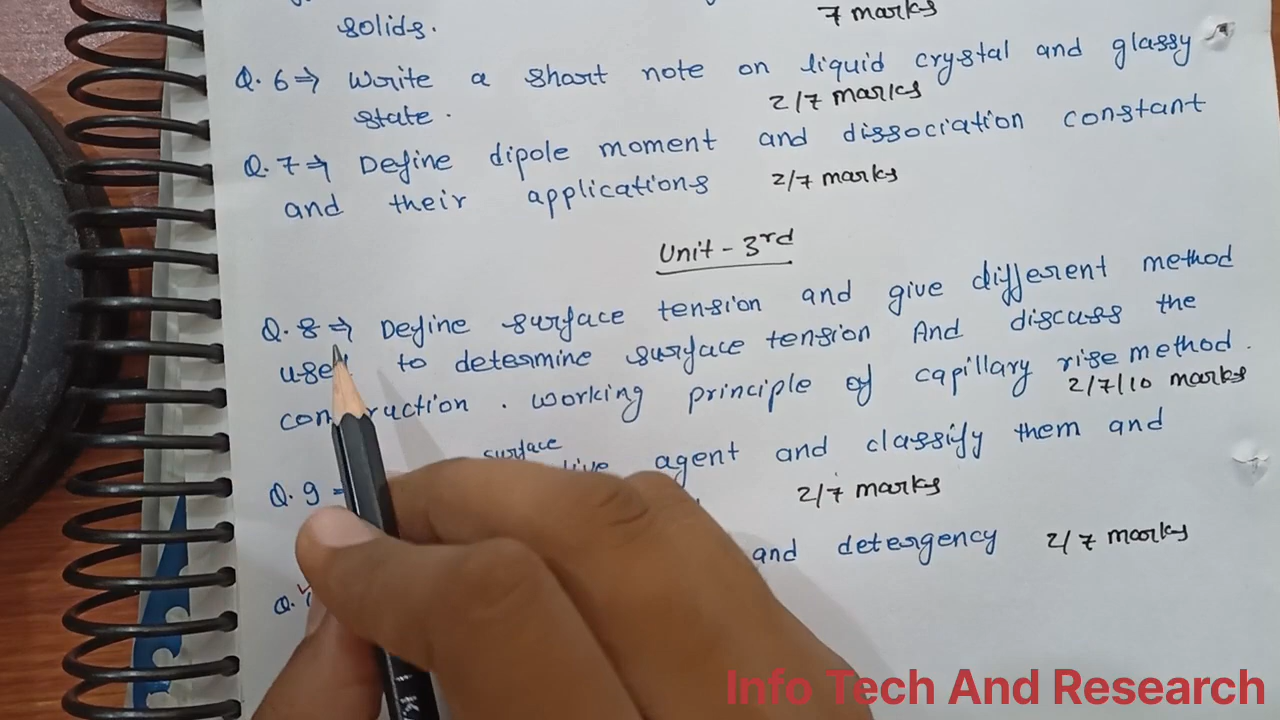 solids.
7 marks
Q. 6 ⇒ Write a short note on liquid crystal and glassy
state.
2/7 marks
Q. 7 ⇒ Define dipole moment and dissociation constant
and their applications
2/7 marks
Unit - 3rd
Q. 8 ⇒ Define surface tension and give different method
used to determine surface tension And discuss the
working principle of capillary rise method.
2/7/10 marks
surface
Q. 9 agent and classify them and
2/7 marks
and detergency 2/7 marks
Q.
Info Tech And Research